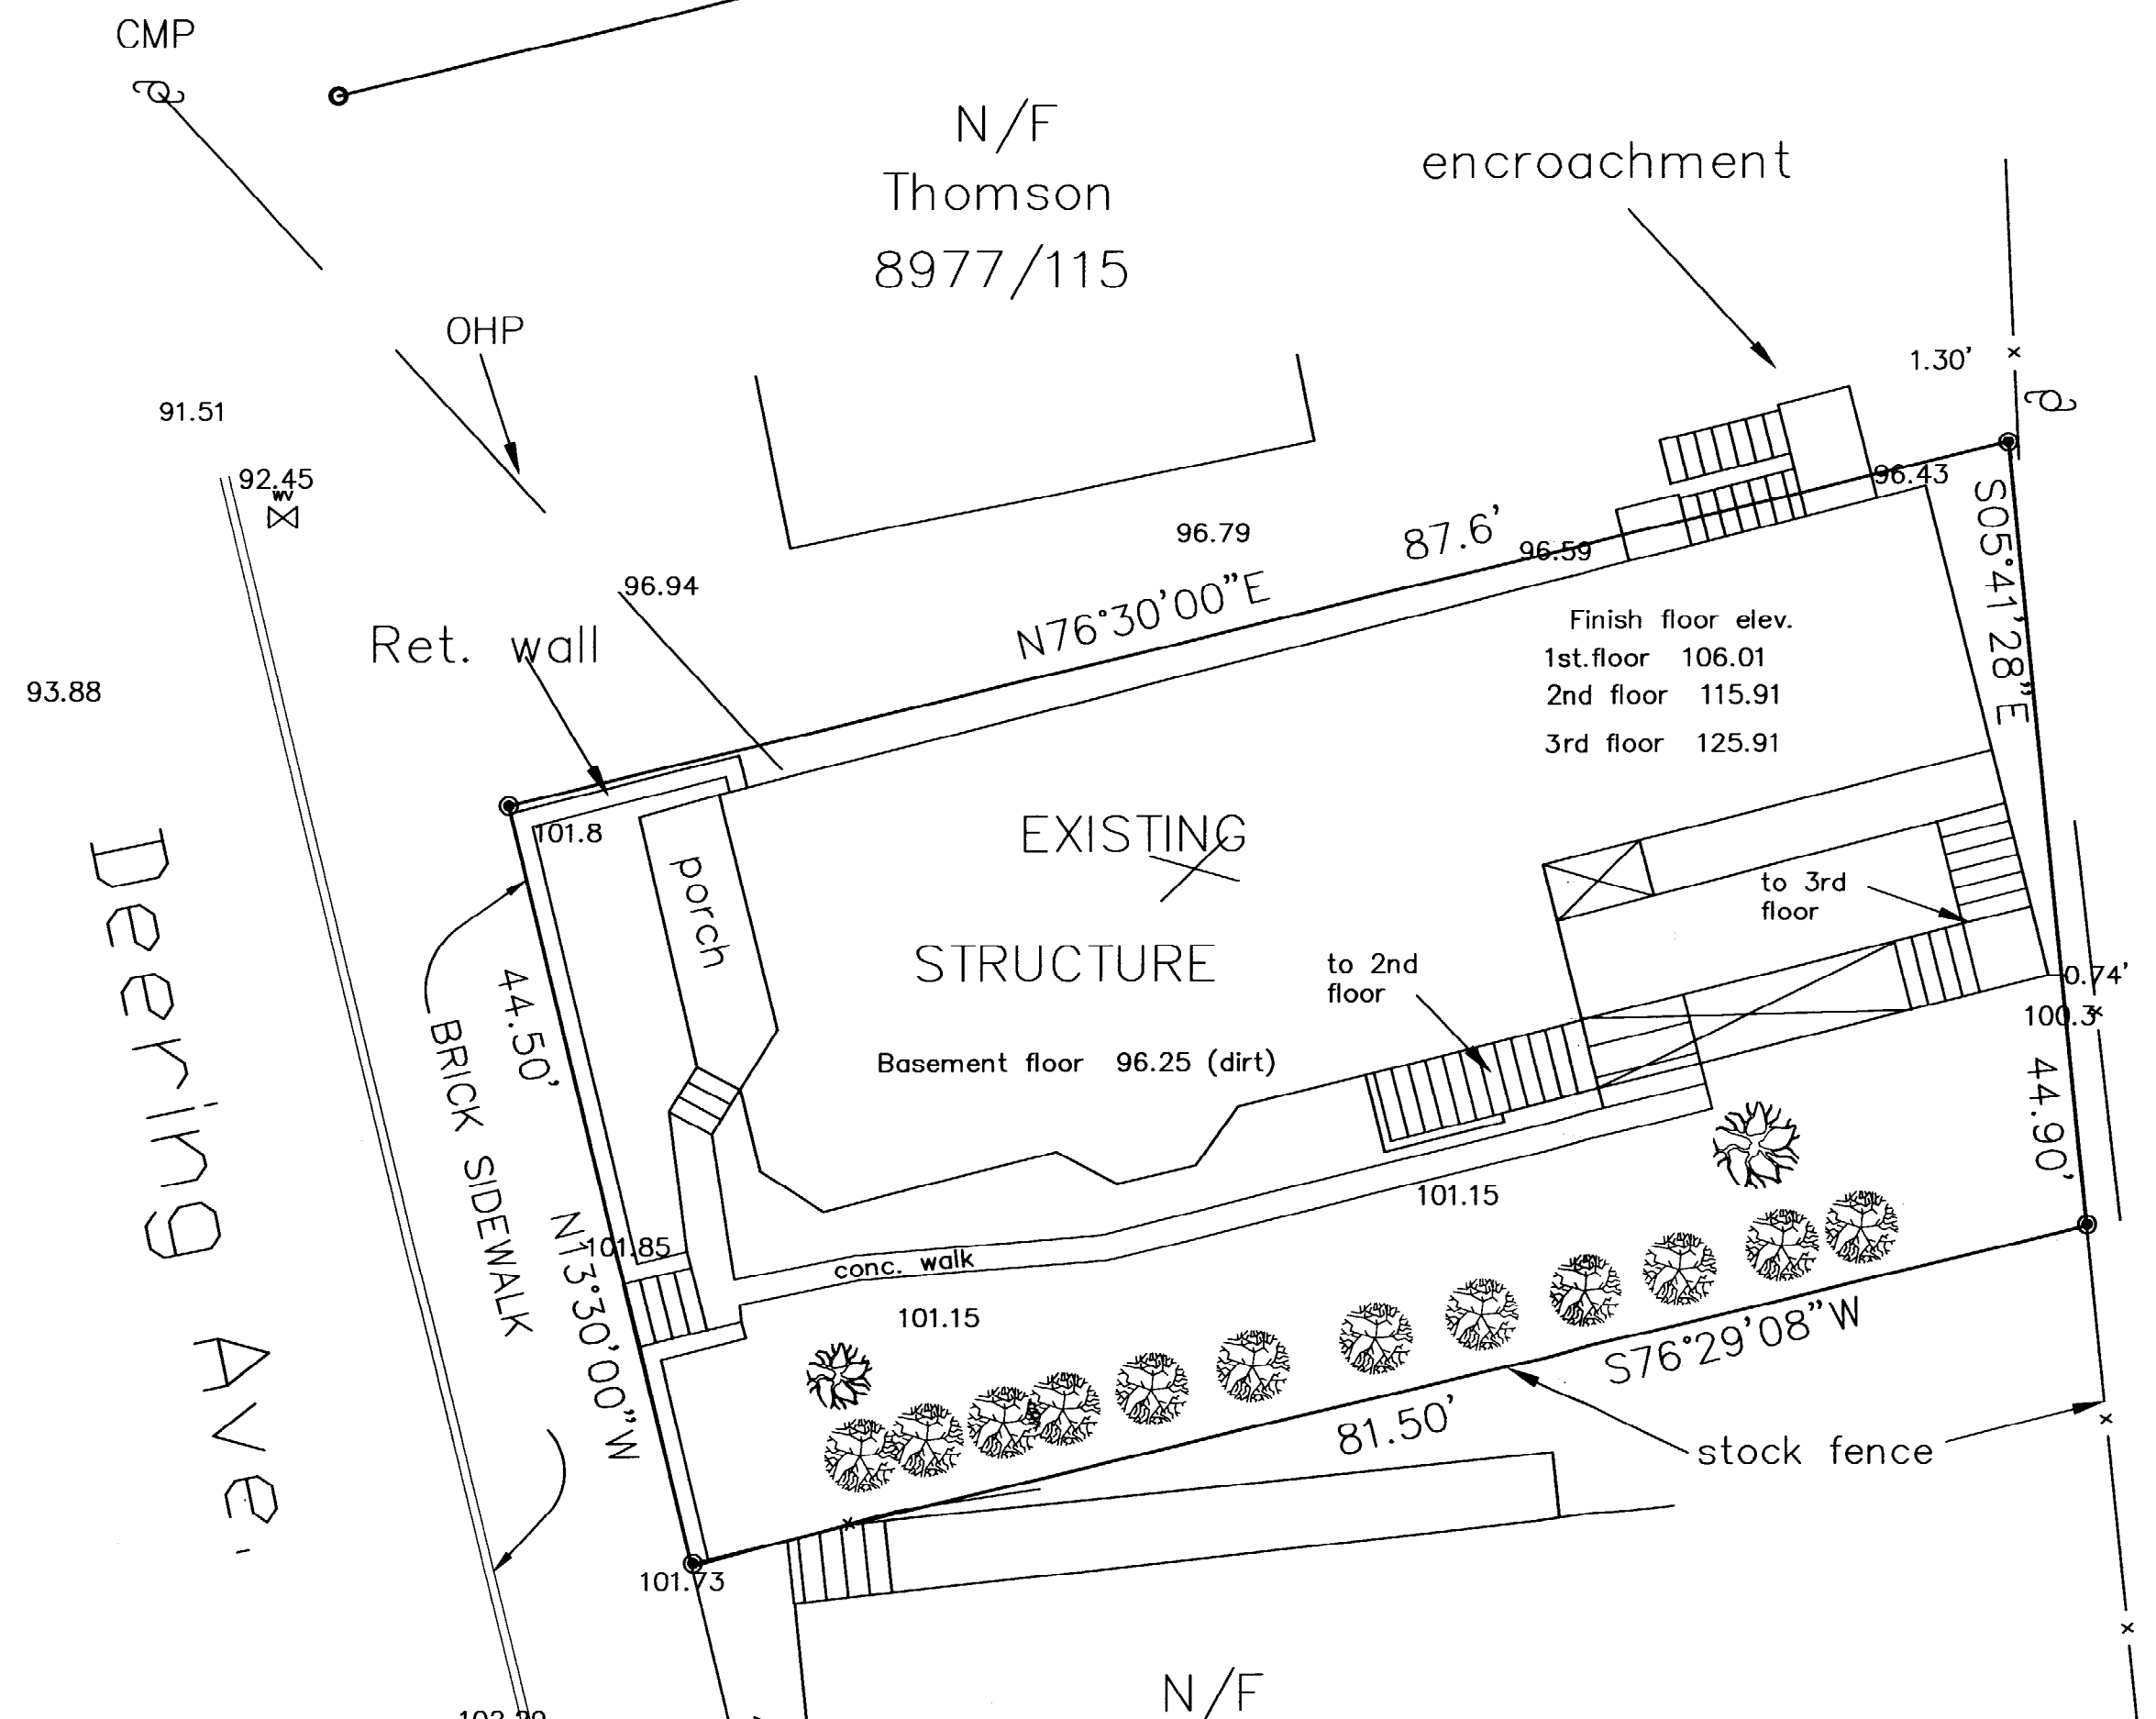 CMP
N/F
Thomson
8977/115
encroachment
OHP
1.30'
91.51
92.45
WV
96.43
96.79
87.6'
96.59
N76°30'00"E
S05°41'28"E
96.94
Ret. wall
Finish floor elev.
1st.floor 106.01
2nd floor 115.91
3rd floor 125.91
93.88
101.8
EXISTING
STRUCTURE
porch
to 3rd
floor
to 2nd
floor
0.74'
100.3
44.50'
Basement floor 96.25 (dirt)
44.90'
BRICK SIDEWALK
Deering Ave.
101.15
101.85
conc. walk
N13°30'00"W
101.15
S76°29'08"W
81.50'
stock fence
101.73
N/F